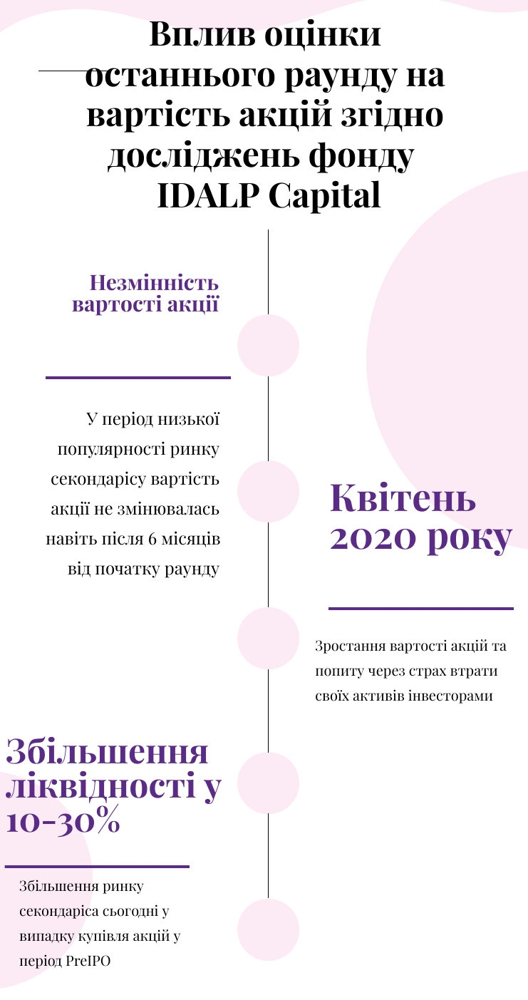 Вплив оцінки
останнього раунду на
вартість акцій згідно
досліджень фонду
IDALP Capital
Незмінність
вартості акції
У період низької
популярності ринку
секондарісу вартість
акції не змінювалась
навіть після 6 місяців
від початку раунду
Квітень
2020 року
Зростання вартості акцій та
попиту через страх втрати
своїх активів інвесторами
Збільшення
ліквідності у
10-30%
Збільшення ринку
секондаріса сьогодні у
випадку купівля акцій у
період PreIPO